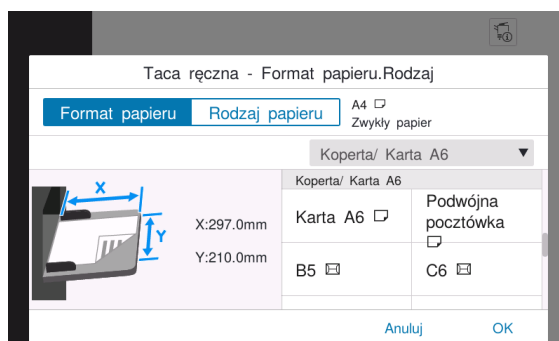 Taca ręczna - Format papieru.Rodzaj
Format papieru
Rodzaj papieru
A4
Zwykły papier
Koperta/ Karta A6
X
Y
X:297.0mm
Y:210.0mm
Koperta/ Karta A6
Karta A6
Podwójna
pocztówka
B5
C6
Anuluj
OK